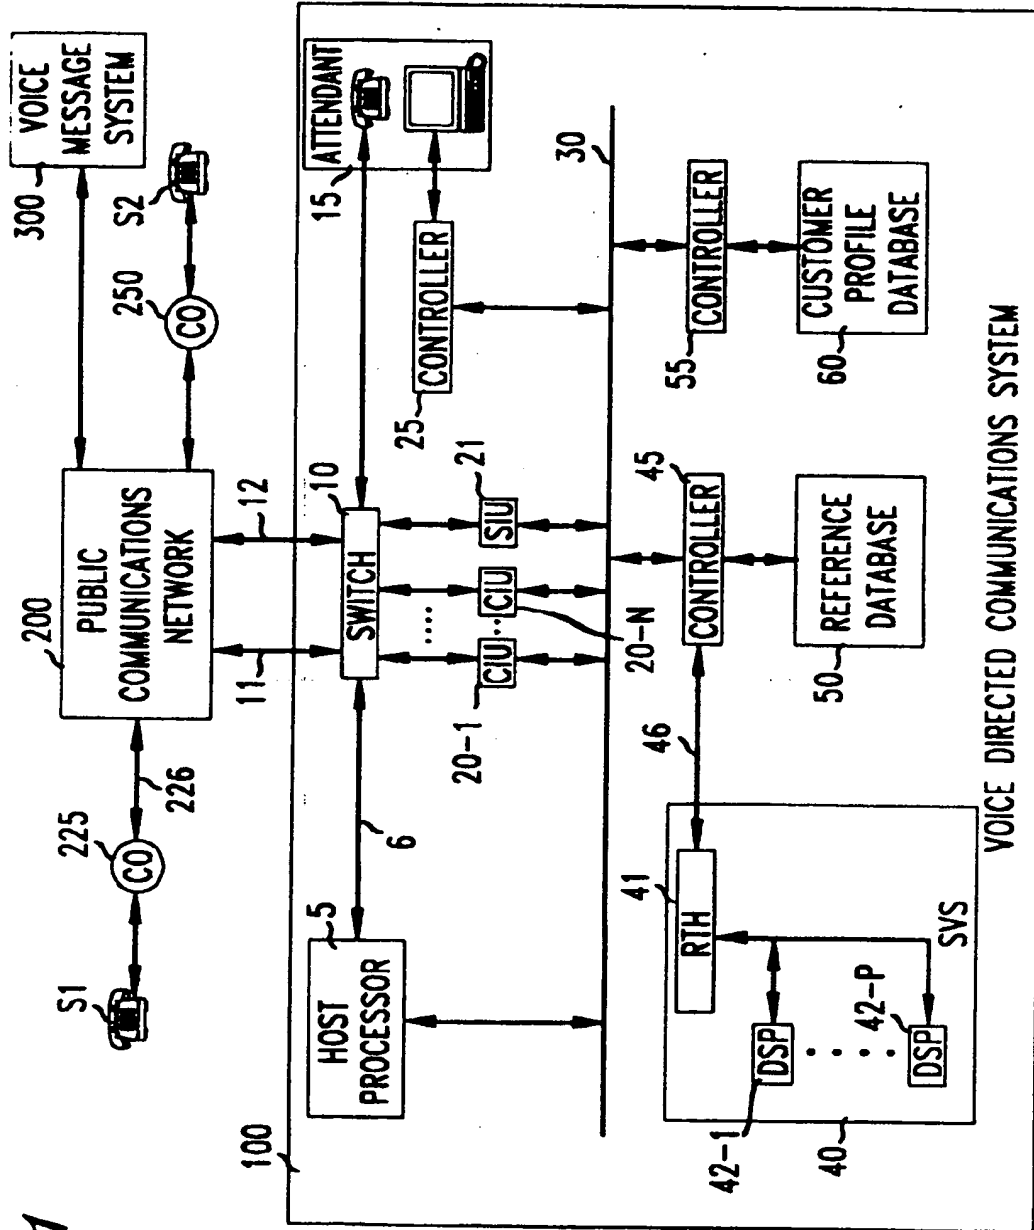 1
S1
225
CO
226
200
PUBLIC
COMMUNICATIONS
NETWORK
250
CO
S2
300
VOICE
MESSAGE
SYSTEM
11
12
100
HOST
PROCESSOR
5
6
SWITCH
10
15
ATTENDANT
20-1
CIU
....
CIU
..
20-N
SIU
21
25
CONTROLLER
30
40
42-1
DSP
. . . .
DSP
42-P
RTH
41
SVS
46
CONTROLLER
45
50
REFERENCE
DATABASE
55
CONTROLLER
60
CUSTOMER
PROFILE
DATABASE
VOICE DIRECTED COMMUNICATIONS SYSTEM